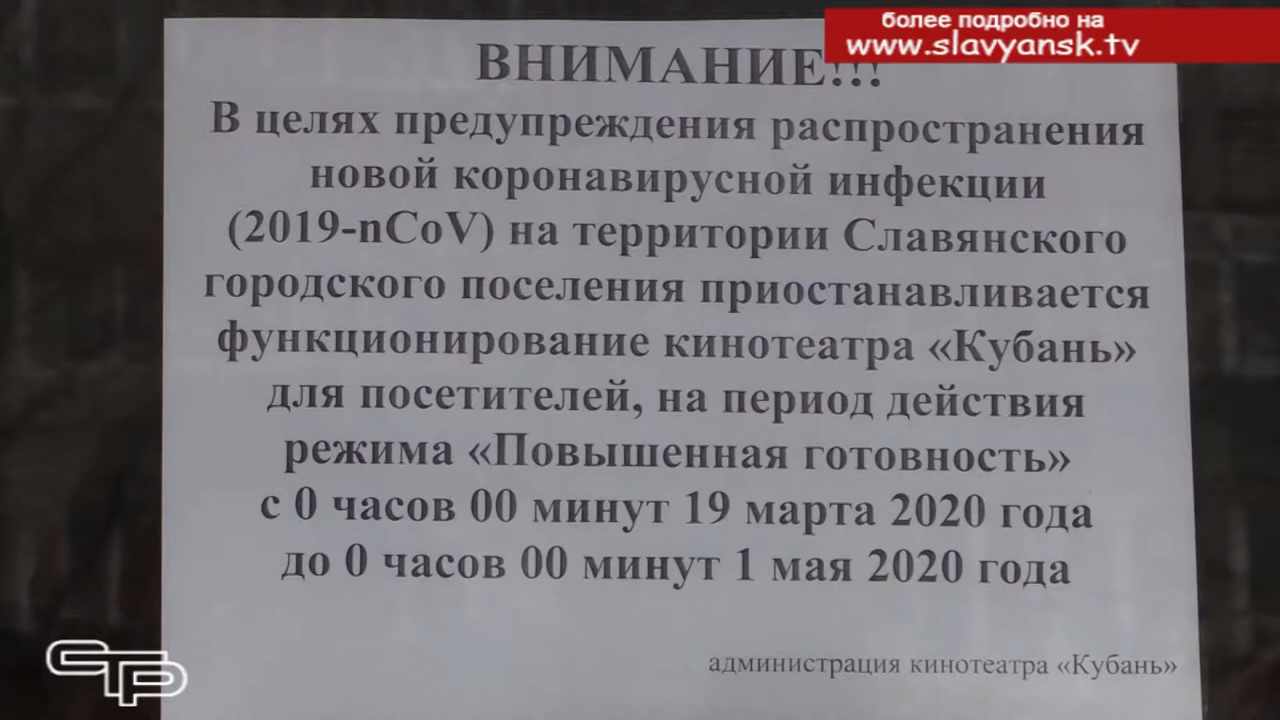 более подробно на
www.slavyansk.tv
ВНИМАНИЕ!!!
В целях предупреждения распространения
новой коронавирусной инфекции
(2019-nCoV) на территории Славянского
городского поселения приостанавливается
функционирование кинотеатра «Кубань»
для посетителей, на период действия
режима «Повышенная готовность»
с 0 часов 00 минут 19 марта 2020 года
до 0 часов 00 минут 1 мая 2020 года
администрация кинотеатра «Кубань»
СТР